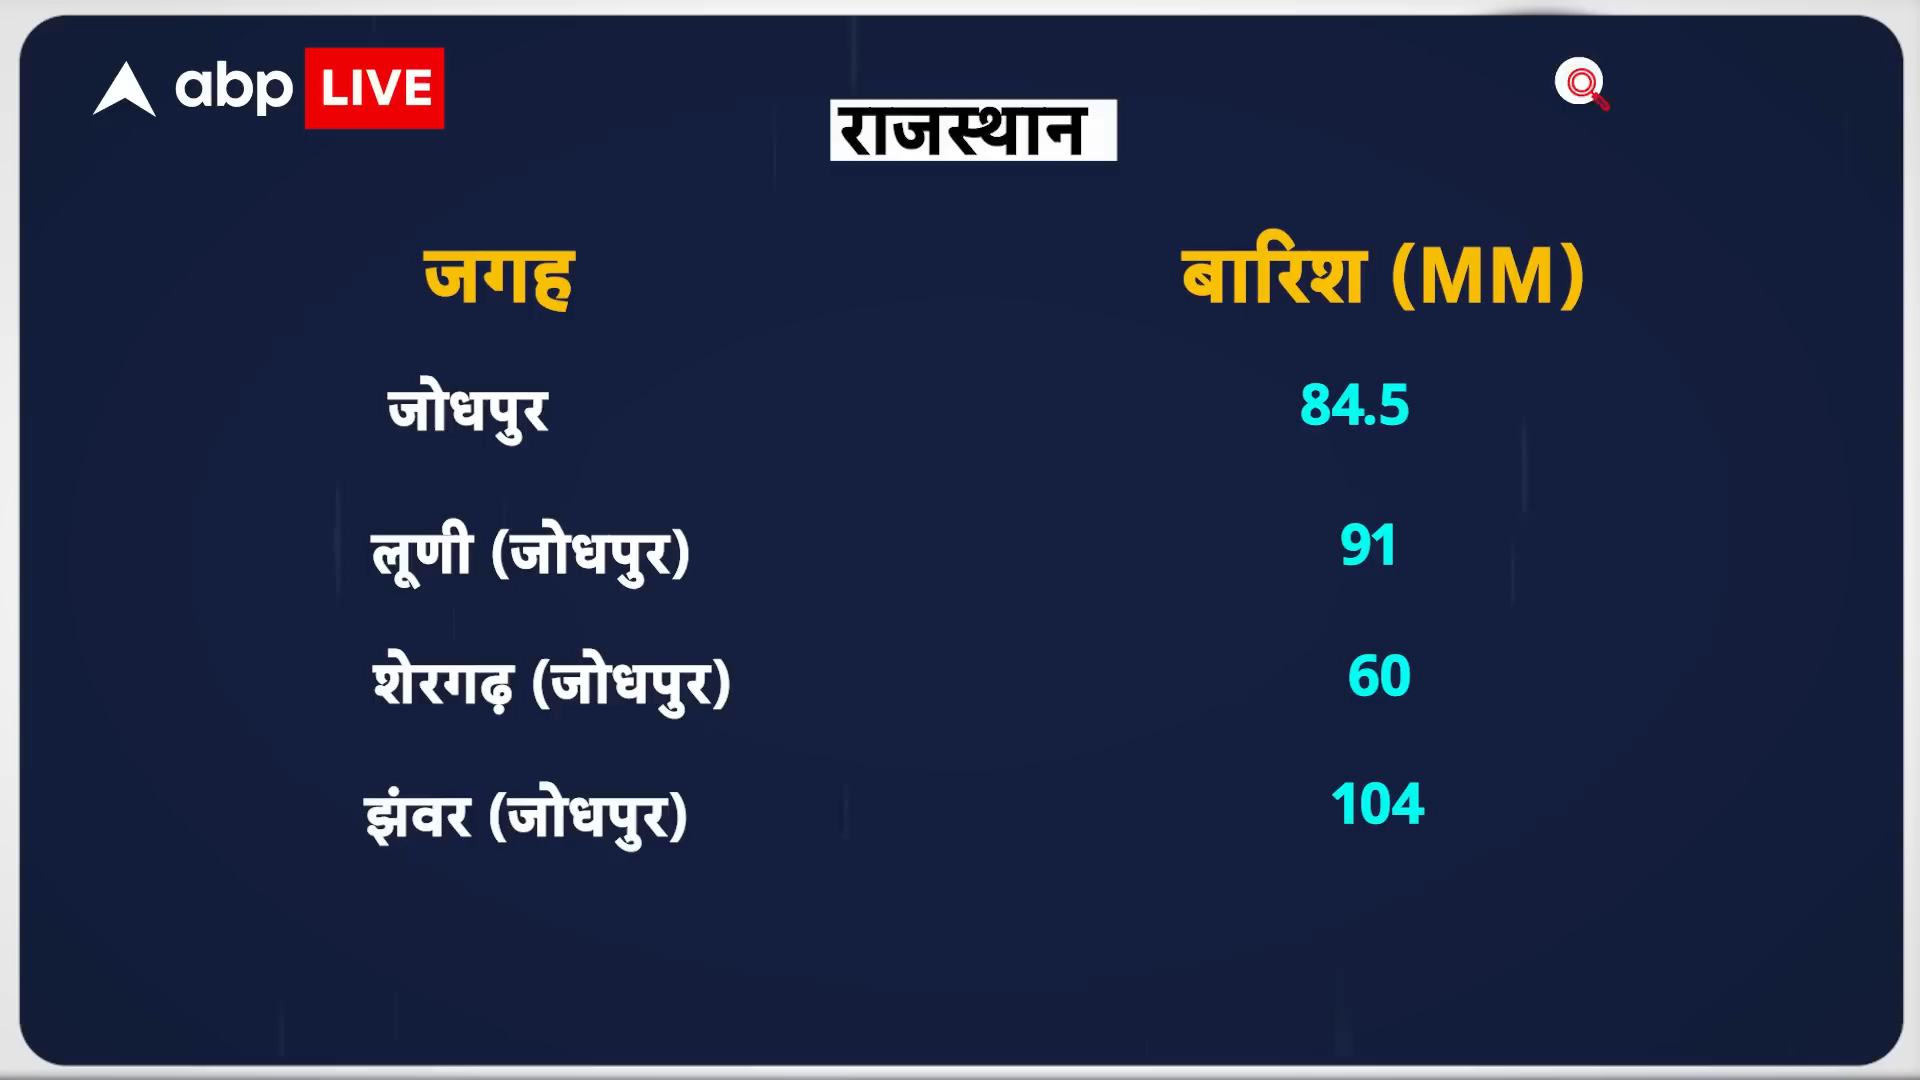 abp LIVE
राजस्थान
जगह बारिश (MM)
जोधपुर 84.5
लूणी (जोधपुर) 91
शेरगढ़ (जोधपुर) 60
झंवर (जोधपुर) 104